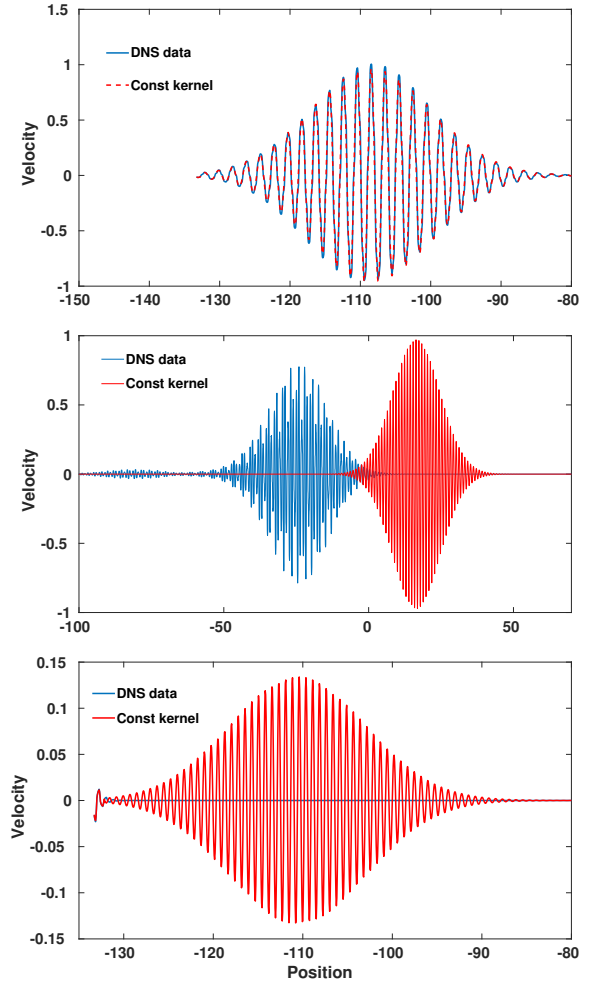 1.5
DNS data
1
Const kernel
0.5
Velocity
0
-0.5
-1
-150 -140 -130 -120 -110 -100 -90 -80
1
DNS data
Const kernel
0.5
Velocity
0
-0.5
-1
-100 -50 0 50
0.15
DNS data
Const kernel
0.1
0.05
Velocity
0
-0.05
-0.1
-0.15
-130 -120 -110 -100 -90 -80
Position